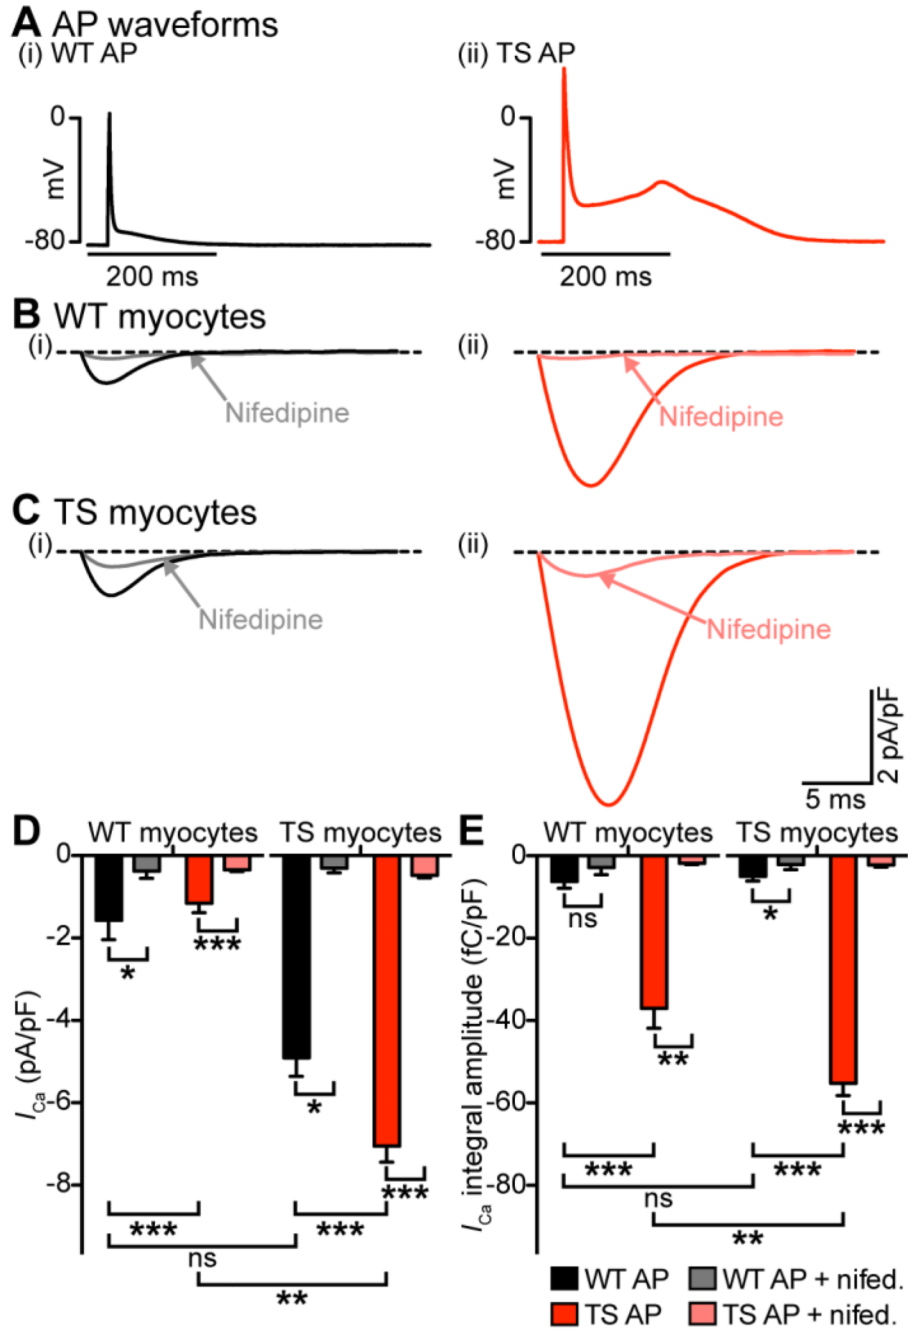 A AP waveforms
(i) WT AP
(ii) TS AP
0
mV
-80
200 ms
0
mV
-80
200 ms
B WT myocytes
(i)
Nifedipine
(ii)
Nifedipine
C TS myocytes
(i)
Nifedipine
(ii)
Nifedipine
2 pA/pF
5 ms
D
WT myocytes
TS myocytes
0
-2
-4
-6
-8
ICa (pA/pF)
*
***
*
***
***
***
ns
**
E
WT myocytes
TS myocytes
0
-20
-40
-60
-80
ICa integral amplitude (fC/pF)
ns
*
**
***
***
***
ns
**
WT AP
WT AP + nifed.
TS AP
TS AP + nifed.